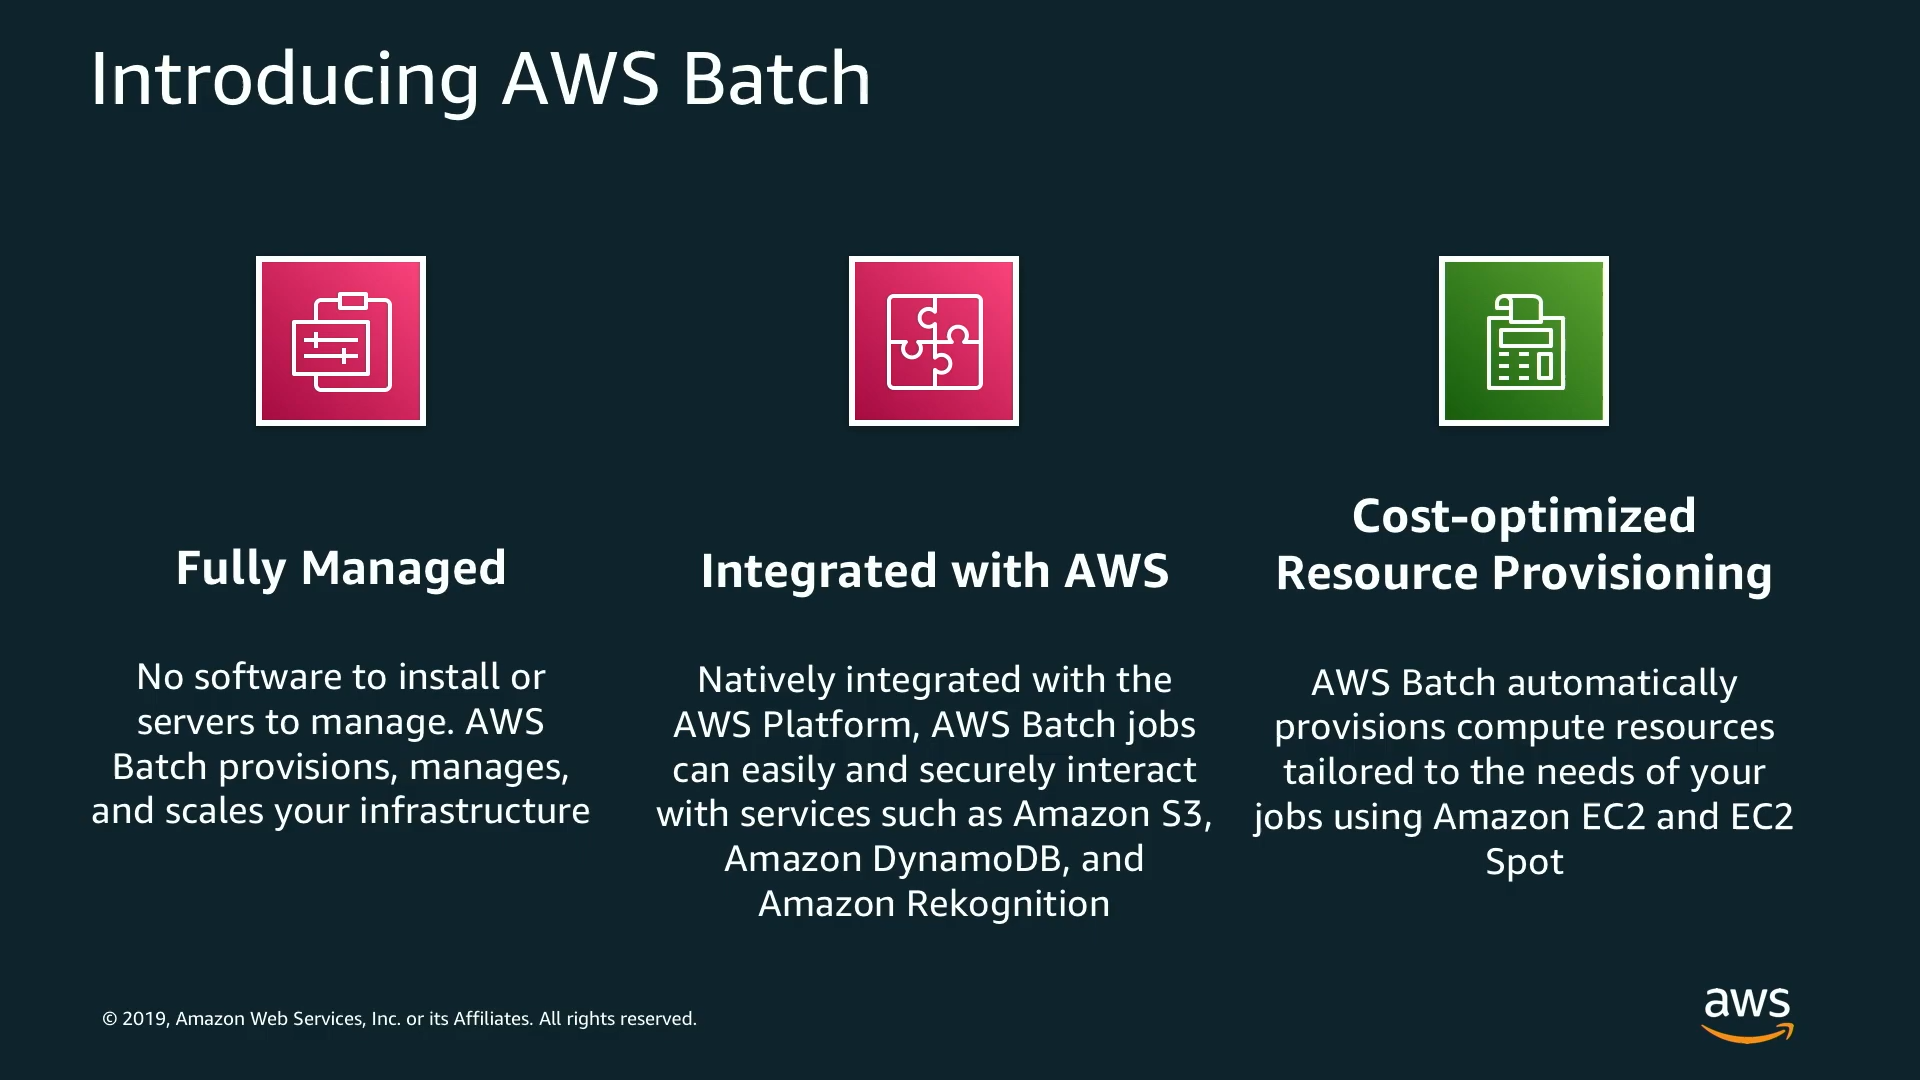 Introducing AWS Batch
Fully Managed
No software to install or
servers to manage. AWS
Batch provisions, manages,
and scales your infrastructure
Integrated with AWS
Natively integrated with the
AWS Platform, AWS Batch jobs
can easily and securely interact
with services such as Amazon S3,
Amazon DynamoDB, and
Amazon Rekognition
Cost-optimized
Resource Provisioning
AWS Batch automatically
provisions compute resources
tailored to the needs of your
jobs using Amazon EC2 and EC2
Spot
© 2019, Amazon Web Services, Inc. or its Affiliates. All rights reserved.
aws